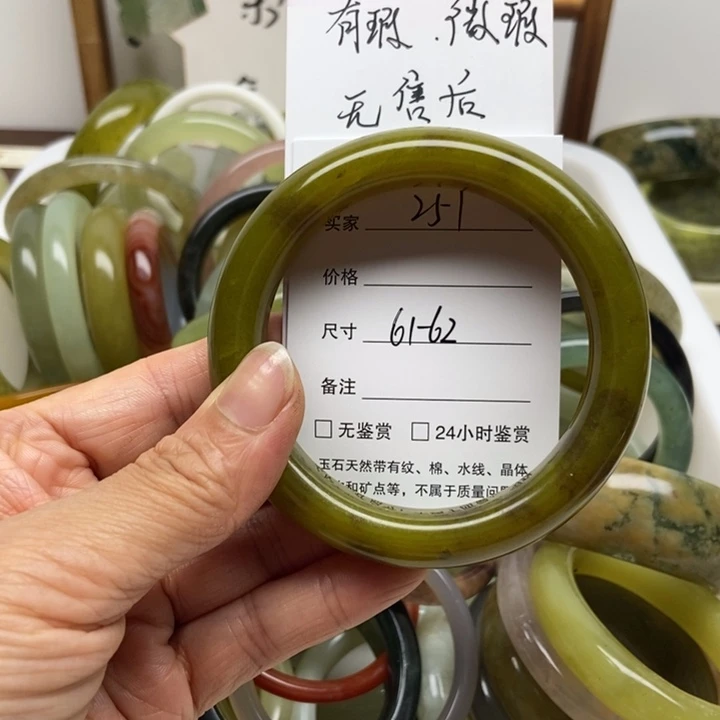 有瑕.微瑕
无售后
买家 251
价格
尺寸 61-62
备注
□ 无鉴赏 □ 24小时鉴赏
玉石天然带有纹、棉、水线、晶体、
和矿点等，不属于质量问